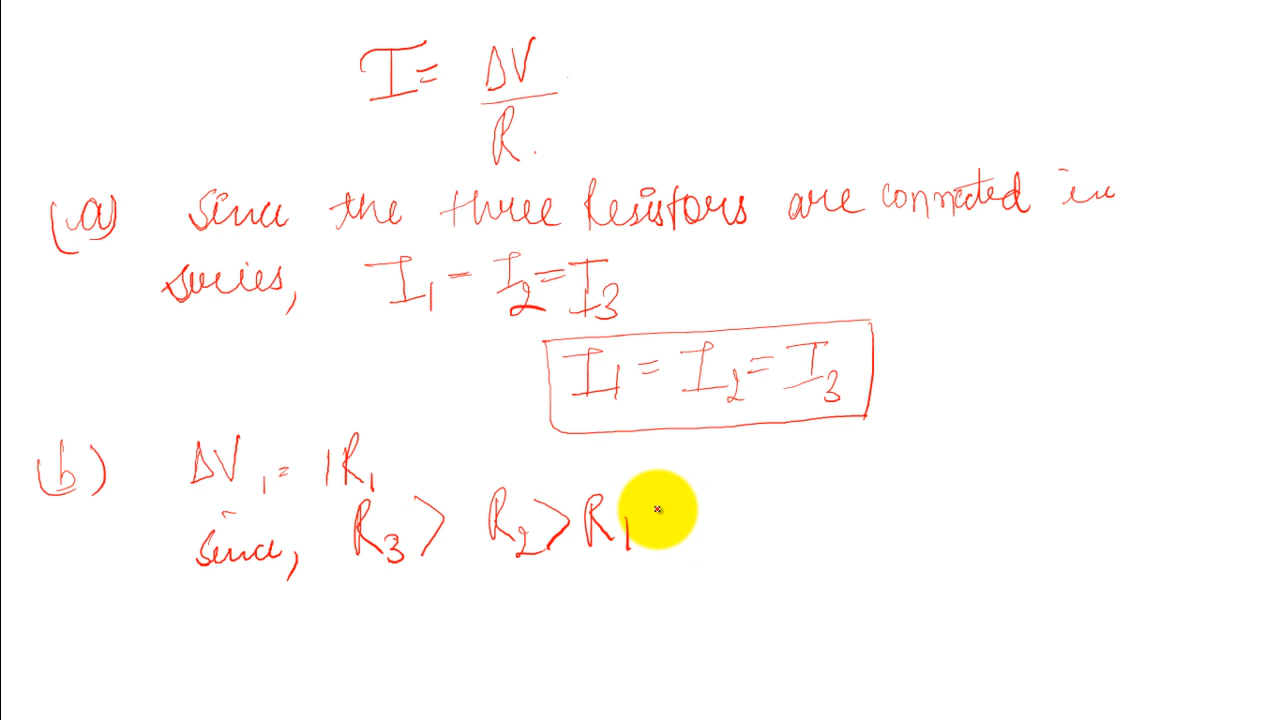 I = ΔV
R.
(a) Since the three Resistors are connected in
series, I1 - I2 = I3
I1 = I2 = I3
(b) ΔV1 = IR1
since, R3 > R2 > R1